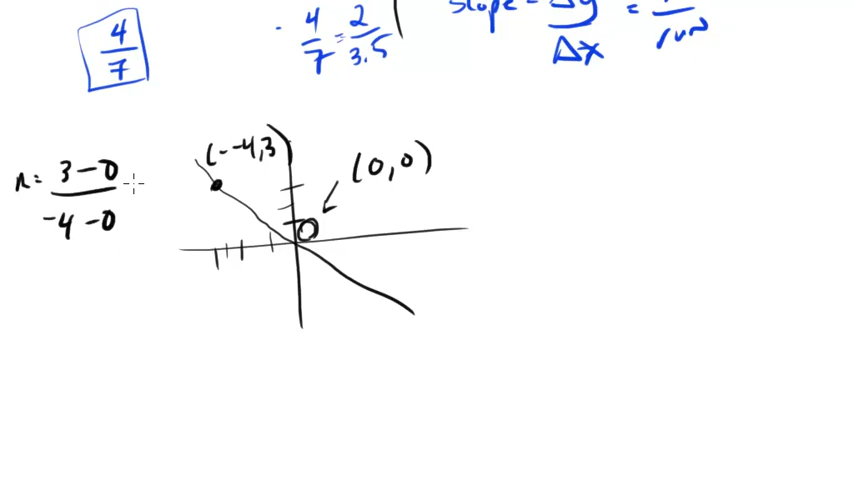 4/7
- 4/7 = 2/3.5
slope = Δy/Δx =
run
(--4,3
(0,0)
m = 3-0/-4-0